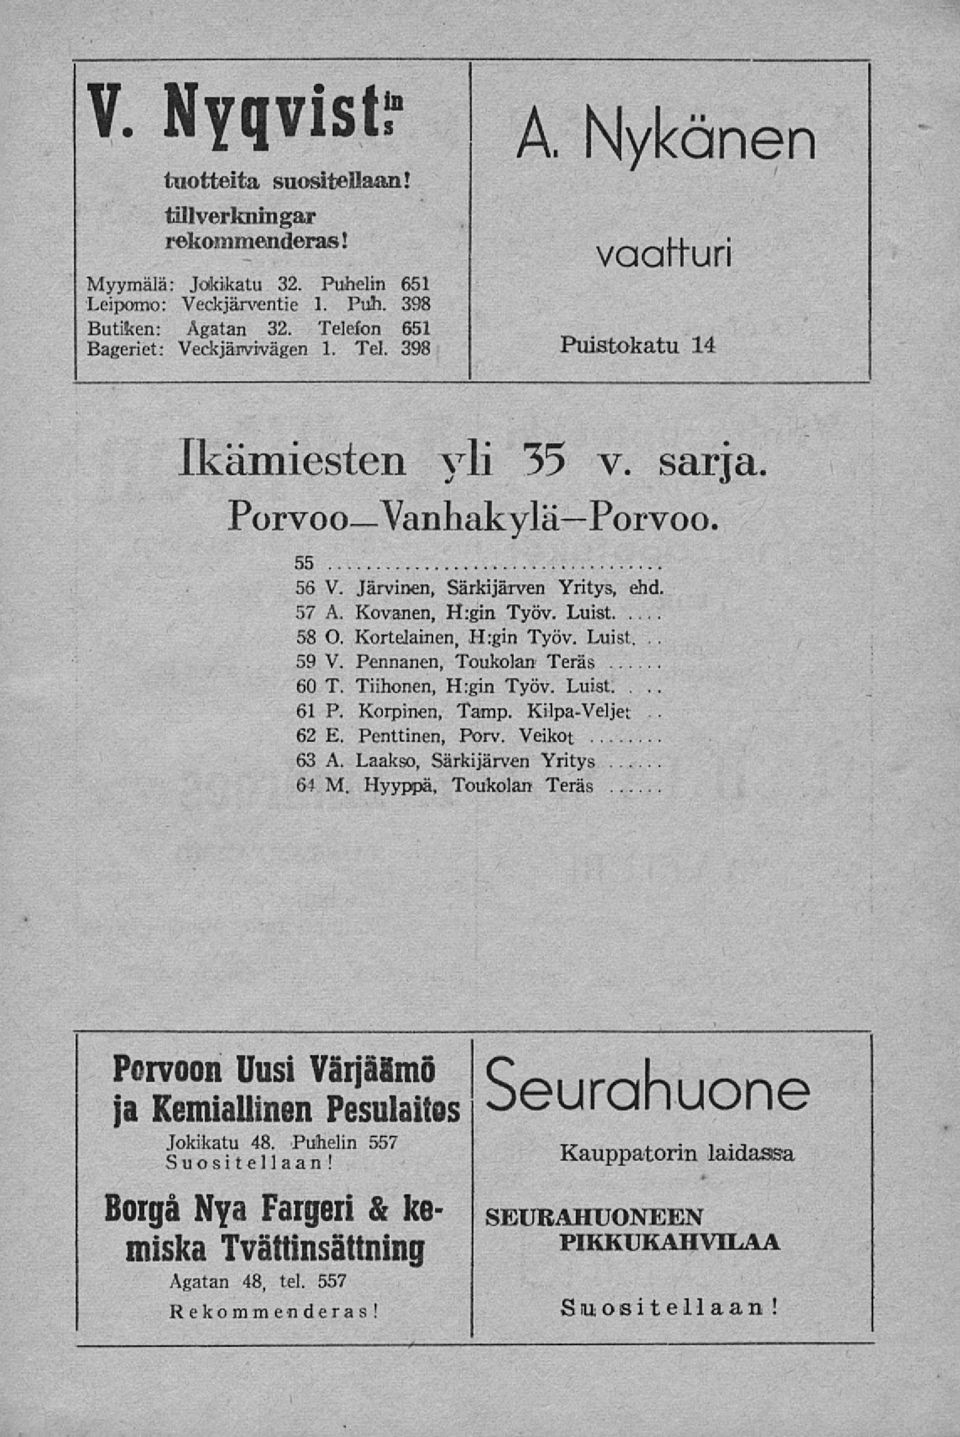 V. Nyqvist:in s
tuotteita suositellaan!
tillverkningar
rekommenderas!
Myymälä: Jokikatu 32. Puhelin 651
Leipomo: Veckjärventie 1. Puh. 398
Butiken: Ågatan 32. Telefon 651
Bageriet: Veckjärvivägen 1. Tel. 398
A. Nykänen
vaatturi
Puistokatu 14
Ikämiesten yli 35 v. sarja.
Porvoo—Vanhakylä—Porvoo.
55 ..................................
56 V. Järvinen, Särkijärven Yritys, ehd.
57 A. Kovanen, H:gin Työv. Luist. ....
58 O. Kortelainen, H:gin Työv. Luist. ..
59 V. Pennanen, Toukolan Teräs ......
60 T. Tiihonen, H:gin Työv. Luist. ...
61 P. Korpinen, Tamp. Kilpa-Veljet ..
62 E. Penttinen, Porv. Veikot ........
63 A. Laakso, Särkijärven Yritys ......
64 M. Hyyppä, Toukolan Teräs ......
Porvoon Uusi Värjäämö
ja Kemiallinen Pesulaitos
Jokikatu 48. Puhelin 557
Suositellaan!
Borgå Nya Färgeri & ke-
miska Tvättinsättning
Ågatan 48, tel. 557
Rekommenderas!
Seurahuone
Kauppatorin laidassa
SEURAHUONEEN
PIKKUKAHVILAA
Suositellaan!